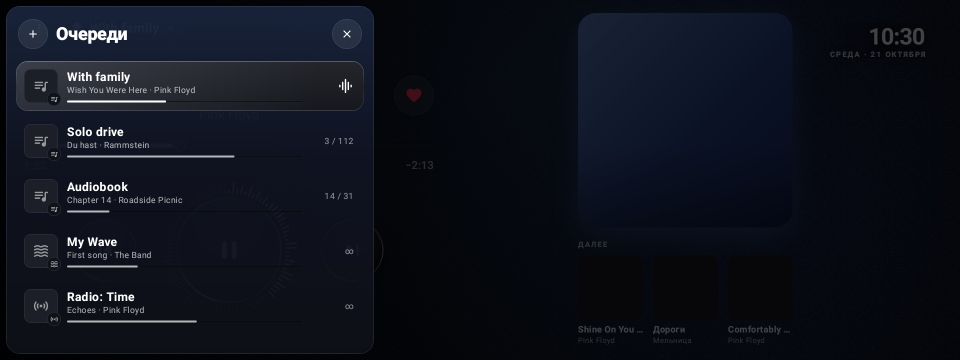 Очереди
With family
Wish You Were Here · Pink Floyd
Solo drive
Du hast · Rammstein
3 / 112
Audiobook
Chapter 14 · Roadside Picnic
14 / 31
My Wave
First song · The Band
∞
Radio: Time
Echoes · Pink Floyd
∞
-2:13
10:30
СРЕДА · 21 ОКТЯБРЯ
ДАЛЕЕ
Shine On You ...
Pink Floyd
Дороги
Мельница
Comfortably ...
Pink Floyd